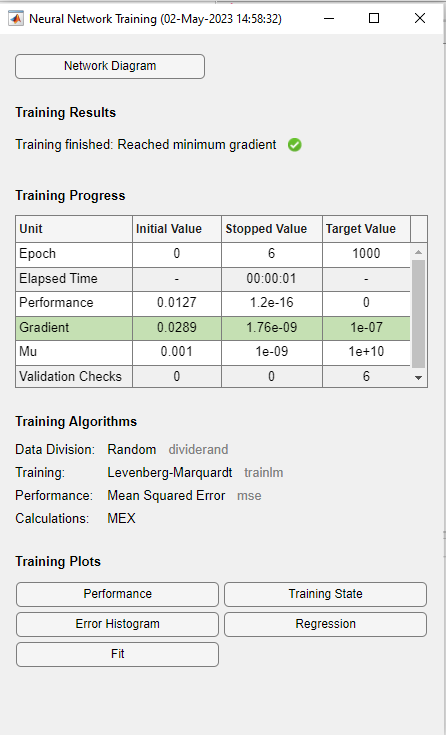 Neural Network Training (02-May-2023 14:58:32)
Network Diagram
Training Results
Training finished: Reached minimum gradient
Training Progress
Unit Initial Value Stopped Value Target Value
Epoch 0 6 1000
Elapsed Time - 00:00:01 -
Performance 0.0127 1.2e-16 0
Gradient 0.0289 1.76e-09 1e-07
Mu 0.001 1e-09 1e+10
Validation Checks 0 0 6
Training Algorithms
Data Division: Random dividerand
Training: Levenberg-Marquardt trainlm
Performance: Mean Squared Error mse
Calculations: MEX
Training Plots
Performance Training State
Error Histogram Regression
Fit